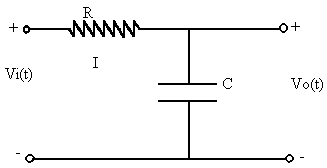 R
+ +
I
Vi(t) C Vo(t)
- -